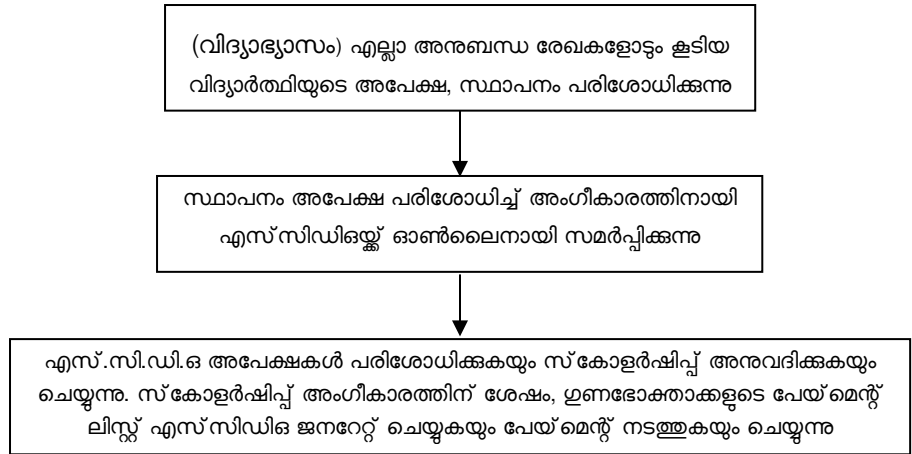 (വിദ്യാഭ്യാസം) എല്ലാ അനുബന്ധ രേഖകളോടും കൂടിയ
വിദ്യാർത്ഥിയുടെ അപേക്ഷ, സ്ഥാപനം പരിശോധിക്കുന്നു
സ്ഥാപനം അപേക്ഷ പരിശോധിച്ച് അംഗീകാരത്തിനായി
എസ്സിഡിഒയ്ക്ക് ഓൺലൈനായി സമർപ്പിക്കുന്നു
എസ്.സി.ഡി.ഒ അപേക്ഷകൾ പരിശോധിക്കുകയും സ്കോളർഷിപ്പ് അനുവദിക്കുകയും
ചെയ്യുന്നു. സ്കോളർഷിപ്പ് അംഗീകാരത്തിന് ശേഷം, ഗുണഭോക്താക്കളുടെ പേയ്മെന്റ്
ലിസ്റ്റ് എസ്സിഡിഒ ജനറേറ്റ് ചെയ്യുകയും പേയ്മെന്റ് നടത്തുകയും ചെയ്യുന്നു